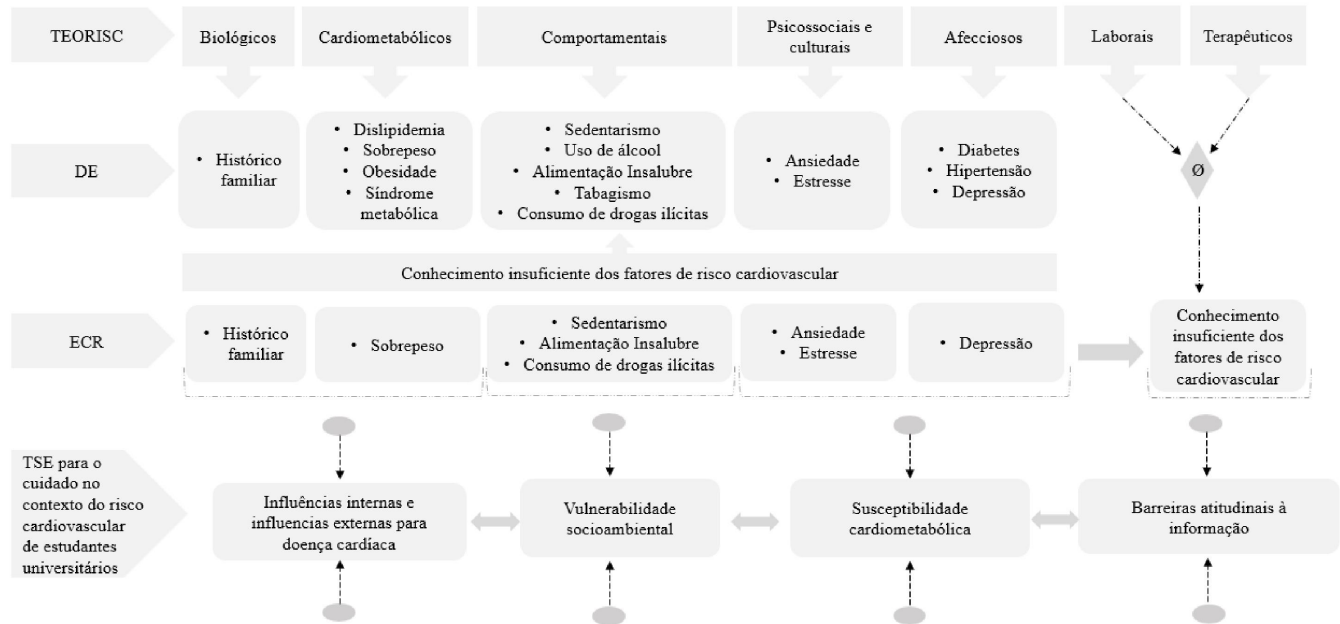 TEORISC
Biológicos
Cardiometabólicos
Comportamentais
Psicossociais e
culturais
Afecciosos
Laborais
Terapêuticos
DE
• Histórico
familiar
• Dislipidemia
• Sobrepeso
• Obesidade
• Síndrome
metabólica
• Sedentarismo
• Uso de álcool
• Alimentação Insalubre
• Tabagismo
• Consumo de drogas ilícitas
• Ansiedade
• Estresse
• Diabetes
• Hipertensão
• Depressão
Ø
Conhecimento insuficiente dos fatores de risco cardiovascular
ECR
• Histórico
familiar
• Sobrepeso
• Sedentarismo
• Alimentação Insalubre
• Consumo de drogas ilícitas
• Ansiedade
• Estresse
• Depressão
Conhecimento
insuficiente dos
fatores de risco
cardiovascular
TSE para o
cuidado no
contexto do risco
cardiovascular
de estudantes
universitários
Influências internas e
influencias externas para
doença cardíaca
Vulnerabilidade
socioambiental
Susceptibilidade
cardiometabólica
Barreiras atitudinais à
informação